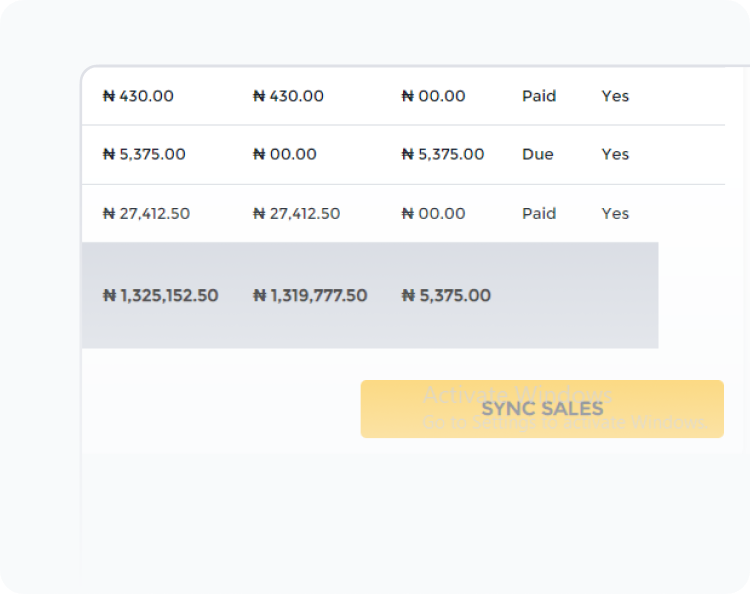 ₦ 430.00 ₦ 430.00 ₦ 00.00 Paid Yes
₦ 5,375.00 ₦ 00.00 ₦ 5,375.00 Due Yes
₦ 27,412.50 ₦ 27,412.50 ₦ 00.00 Paid Yes
₦ 1,325,152.50 ₦ 1,319,777.50 ₦ 5,375.00
Activate Windows
SYNC SALES
Go to Settings to activate Windows.